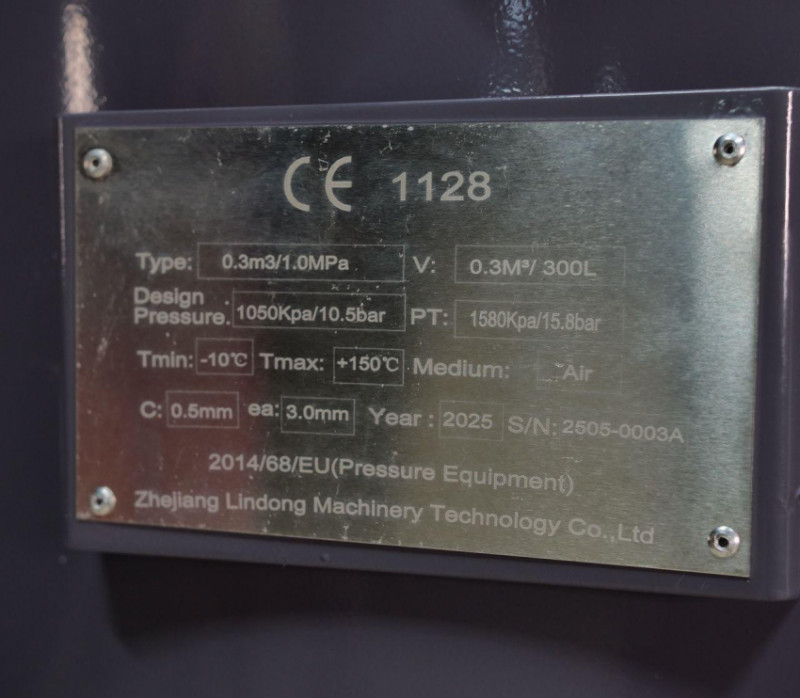 CE 1128
Type: 0.3m3/1.0MPa V: 0.3M³/ 300L
Design Pressure. 1050Kpa/10.5bar PT: 1580Kpa/15.8bar
Tmin: -10℃ Tmax: +150℃ Medium: Air
C: 0.5mm ea: 3.0mm Year : 2025 S/N: 2505-0003A
2014/68/EU(Pressure Equipment)
Zhejiang Lindong Machinery Technology Co.,Ltd